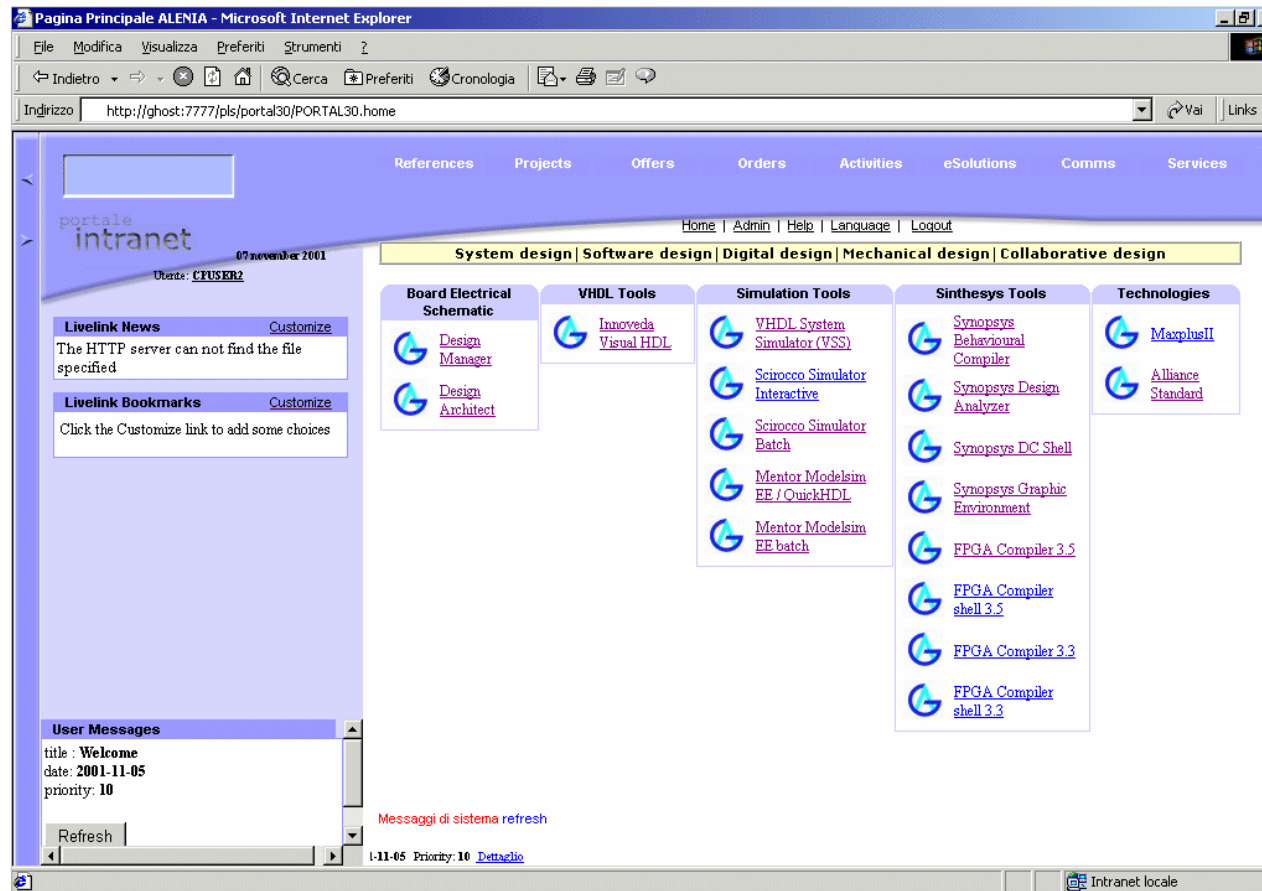 Pagina Principale ALENIA - Microsoft Internet Explorer
File Modifica Visualizza Preferiti Strumenti ?
Indietro Cerca Preferiti Cronologia
Indirizzo http://ghost:7777/pls/portal30/PORTAL30.home Vai Links
References Projects Offers Orders Activities eSolutions Comms Services
portale
intranet
Home | Admin | Help | Language | Logout
07 november 2001
Utente: CPUSER2
System design|Software design|Digital design|Mechanical design|Collaborative design
Livelink News Customize
The HTTP server can not find the file
specified
Livelink Bookmarks Customize
Click the Customize link to add some choices
Board Electrical
Schematic
Design
Manager
Design
Architect
VHDL Tools
Innoveda
Visual HDL
Simulation Tools
VHDL System
Simulator (VSS)
Scirocco Simulator
Interactive
Scirocco Simulator
Batch
Mentor Modelsim
EE / QuickHDL
Mentor Modelsim
EE batch
Sinthesys Tools
Synopsys
Behavioural
Compiler
Synopsys Design
Analyzer
Synopsys DC Shell
Synopsys Graphic
Environment
FPGA Compiler 3.5
FPGA Compiler
shell 3.5
FPGA Compiler 3.3
FPGA Compiler
shell 3.3
Technologies
MaxplusII
Alliance
Standard
User Messages
title : Welcome
date: 2001-11-05
priority: 10
Refresh
Messaggi di sistema refresh
-11-05 Priority: 10 Dettaglio
Intranet locale